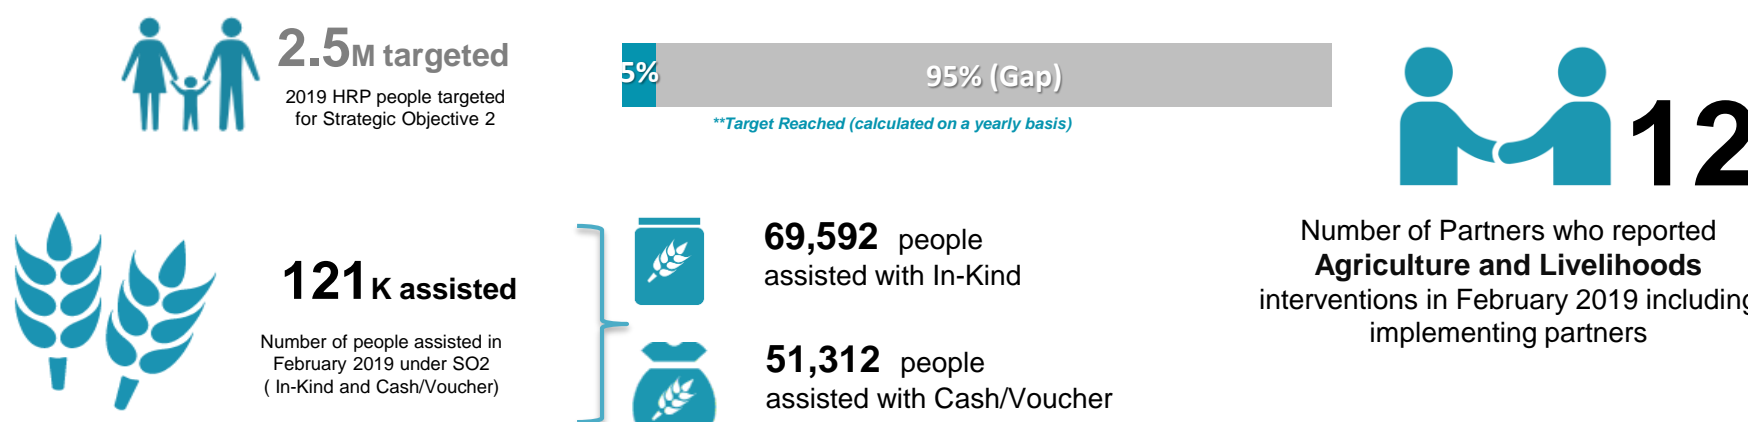 2.5M targeted
2019 HRP people targeted
for Strategic Objective 2
5%
95% (Gap)
**Target Reached (calculated on a yearly basis)
121K assisted
Number of people assisted in
February 2019 under SO2
( In-Kind and Cash/Voucher)
69,592 people
assisted with In-Kind
51,312 people
assisted with Cash/Voucher
12
Number of Partners who reported
Agriculture and Livelihoods
interventions in February 2019 including
implementing partners